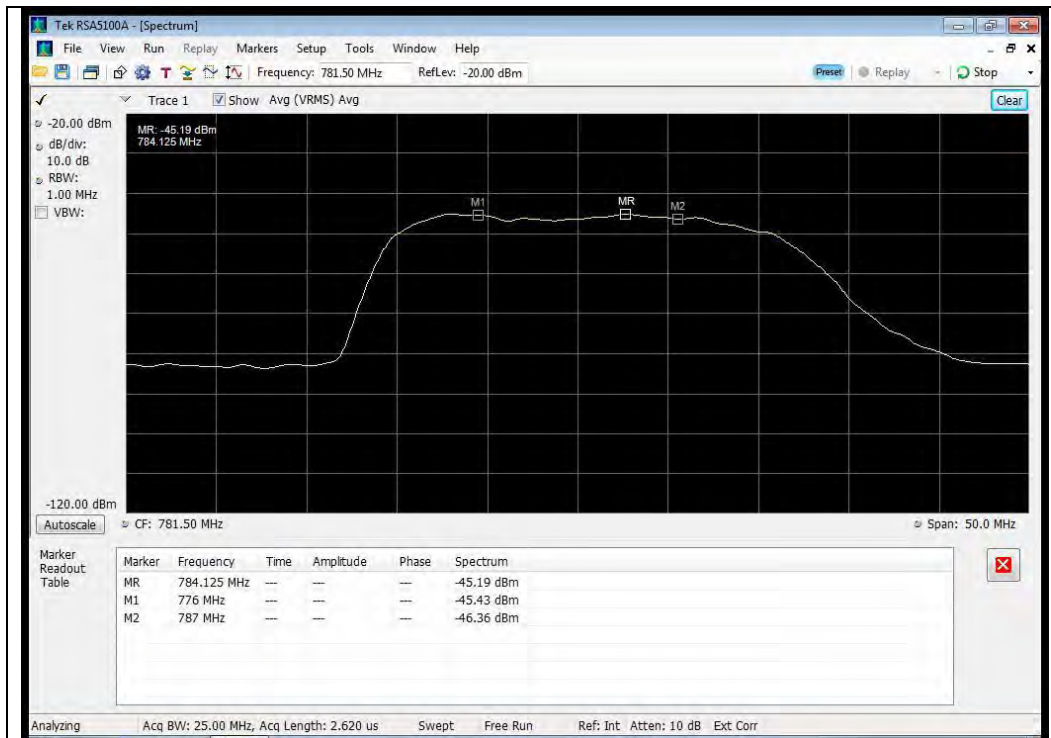 Tek RSA5100A - [Spectrum]
File View Run Replay Markers Setup Tools Window Help
T Frequency: 781.50 MHz RefLev: -20.00 dBm Preset Replay Stop
Trace 1 Show Avg (VRMS) Avg Clear
-20.00 dBm
dB/div:
10.0 dB
RBW:
1.00 MHz
VBW:
MR: -45.19 dBm
784.125 MHz
M1 MR M2
-120.00 dBm
Autoscale CF: 781.50 MHz Span: 50.0 MHz
Marker
Readout
Table
Marker Frequency Time Amplitude Phase Spectrum
MR 784.125 MHz --- --- --- -45.19 dBm
M1 776 MHz --- --- --- -45.43 dBm
M2 787 MHz --- --- --- -46.36 dBm
Analyzing Acq BW: 25.00 MHz, Acq Length: 2.620 us Swept Free Run Ref: Int Atten: 10 dB Ext Corr